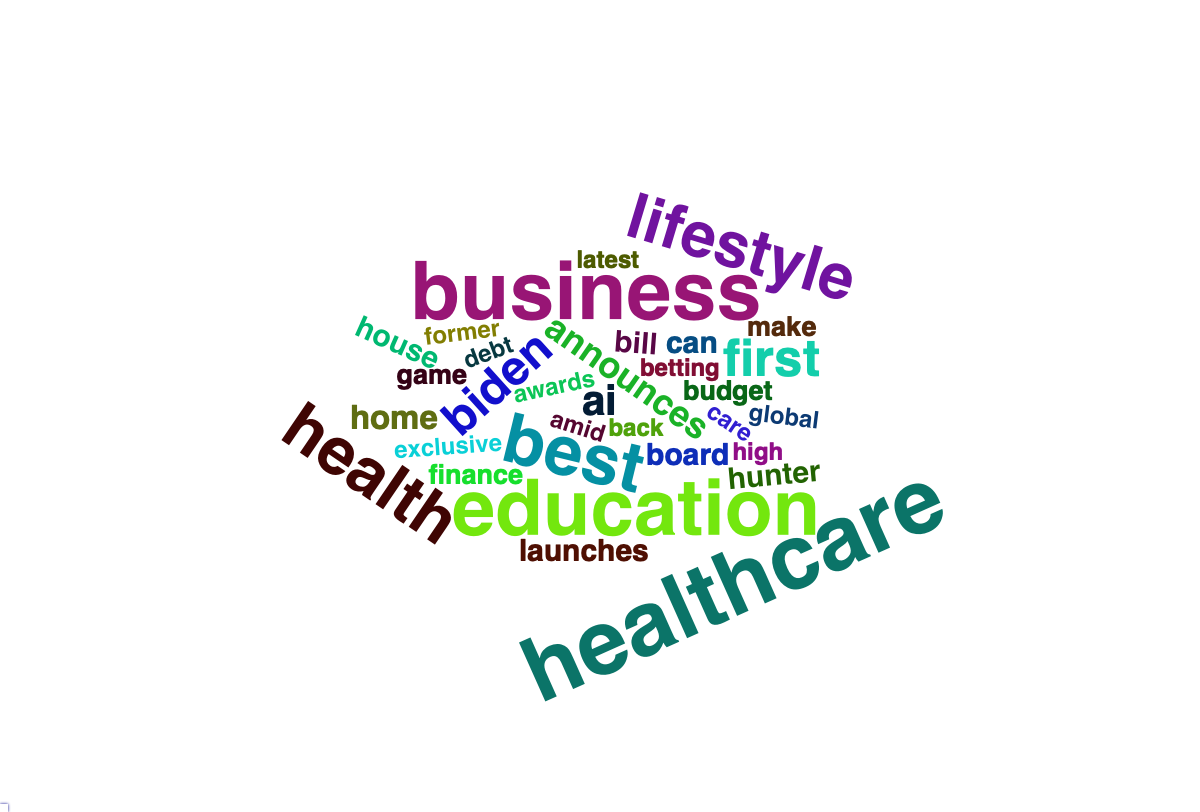 lifestyle
latest
business
house
former
announces
make
bill
can
first
debt
biden
betting
game
awards
ai
budget
home
amid
back
care
global
health
exclusive
best
board
high
finance
hunter
education
launches
healthcare